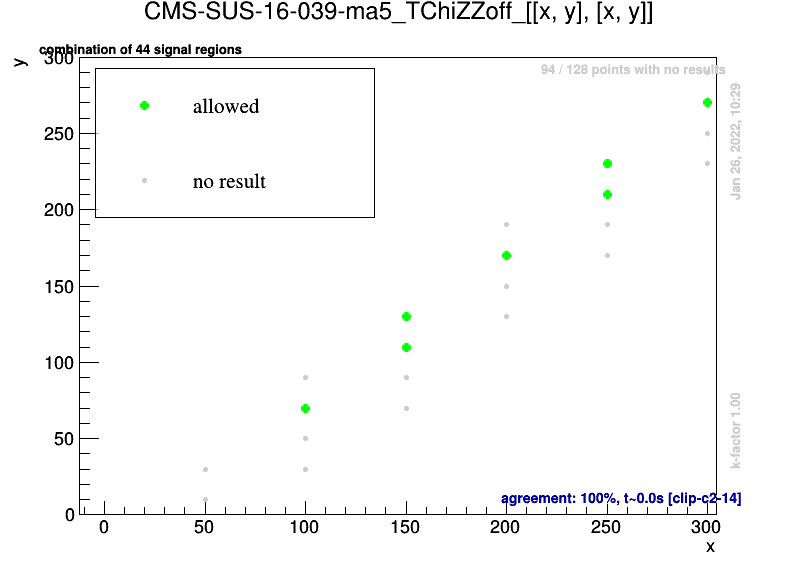 CMS-SUS-16-039-ma5_TChiZZoff_[[x, y], [x, y]]
combination of 44 signal regions
y
94 / 128 points with no results
allowed
no result
Jan 26, 2022, 10:29
k-factor 1.00
300
250
200
150
100
50
0
agreement: 100%, t~0.0s [clip-c2-14]
0 50 100 150 200 250 300
x